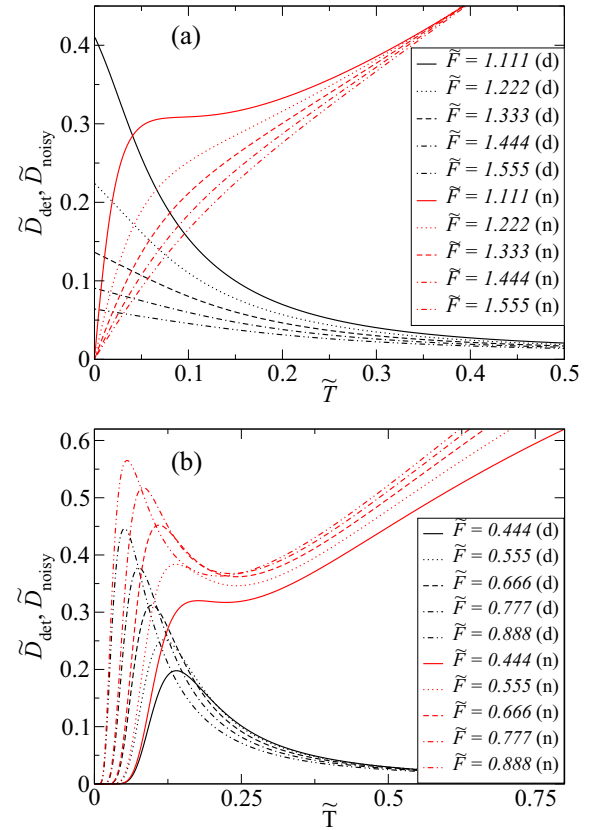 (a)
0.4
0.3
0.2
0.1
0
D̃det, D̃noisy
F̃ = 1.111 (d)
F̃ = 1.222 (d)
F̃ = 1.333 (d)
F̃ = 1.444 (d)
F̃ = 1.555 (d)
F̃ = 1.111 (n)
F̃ = 1.222 (n)
F̃ = 1.333 (n)
F̃ = 1.444 (n)
F̃ = 1.555 (n)
0 0.1 0.2 0.3 0.4 0.5
T̃
(b)
0.6
0.5
0.4
0.3
0.2
0.1
0
D̃det, D̃noisy
F̃ = 0.444 (d)
F̃ = 0.555 (d)
F̃ = 0.666 (d)
F̃ = 0.777 (d)
F̃ = 0.888 (d)
F̃ = 0.444 (n)
F̃ = 0.555 (n)
F̃ = 0.666 (n)
F̃ = 0.777 (n)
F̃ = 0.888 (n)
0 0.25 0.5 0.75
T̃